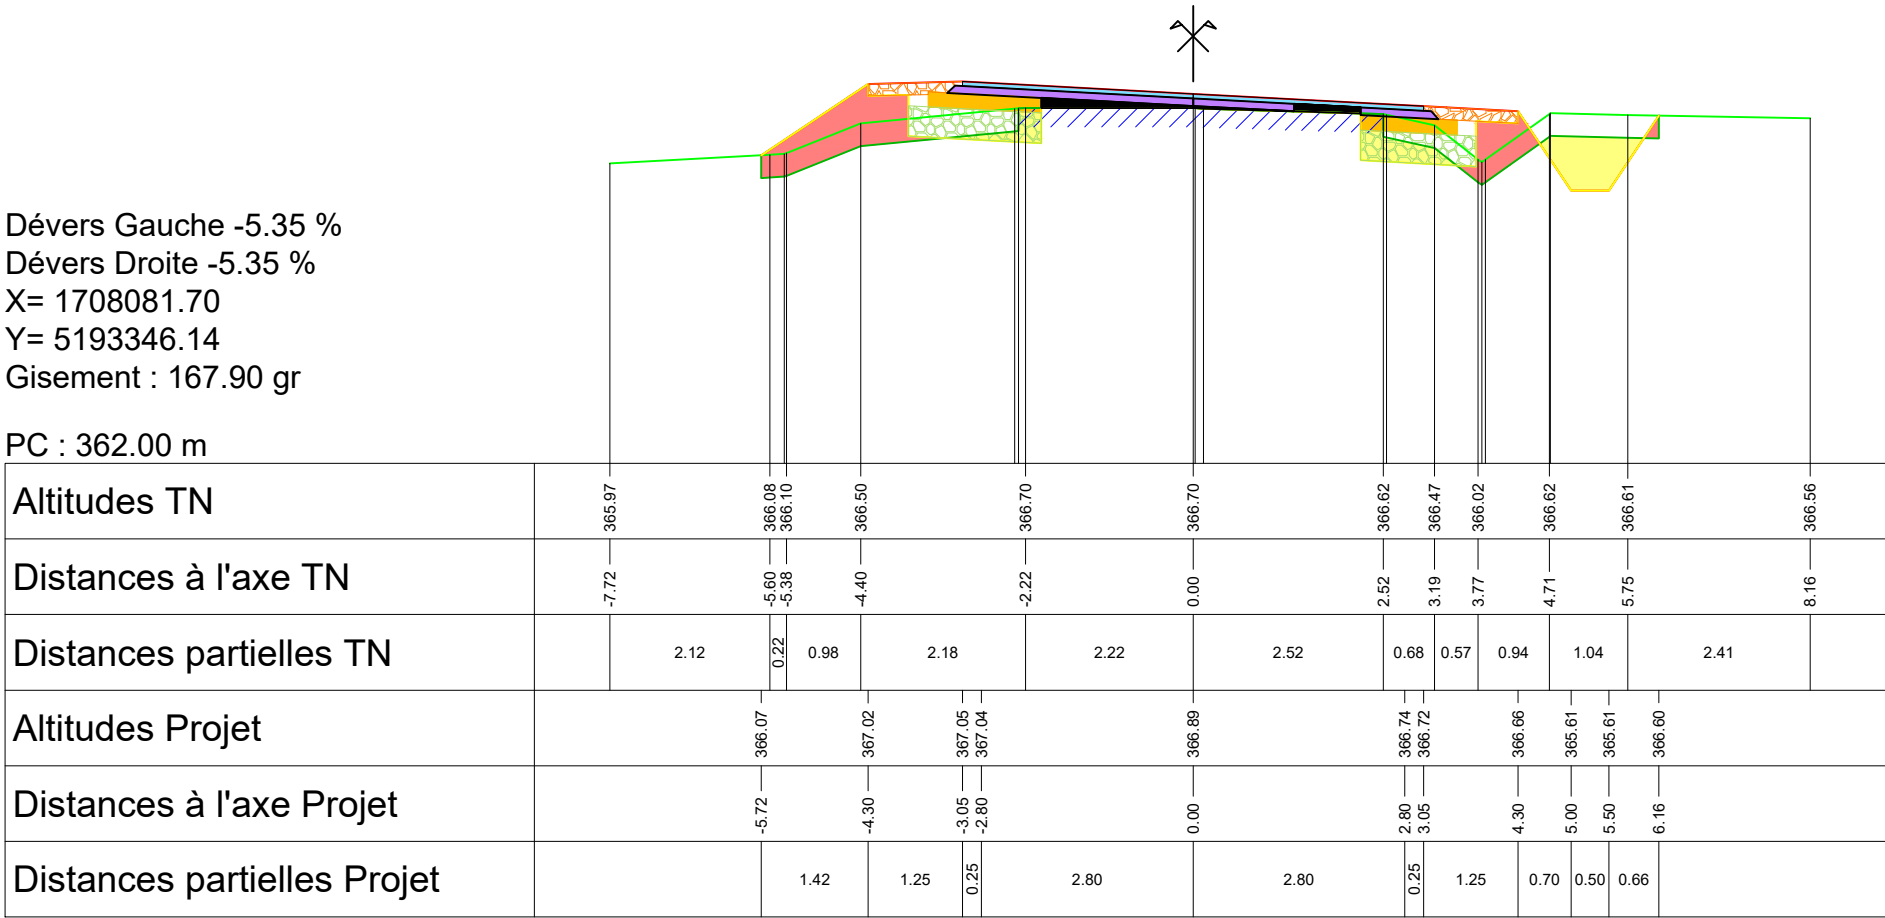 Dévers Gauche -5.35 %
Dévers Droite -5.35 %
X= 1708081.70
Y= 5193346.14
Gisement : 167.90 gr
PC : 362.00 m
Altitudes TN 365.97 366.08 366.10 366.50 366.70 366.70 366.62 366.47 366.02 366.62 366.61 366.56
Distances à l'axe TN -7.72 -5.60 -5.38 -4.40 -2.22 0.00 2.52 3.19 3.77 4.71 5.75 8.16
Distances partielles TN 2.12 0.22 0.98 2.18 2.22 2.52 0.68 0.57 0.94 1.04 2.41
Altitudes Projet 366.07 367.02 367.05 367.04 366.89 366.74 366.72 366.66 365.61 365.61 366.60
Distances à l'axe Projet -5.72 -4.30 -3.05 -2.80 0.00 2.80 3.05 4.30 5.00 5.50 6.16
Distances partielles Projet 1.42 1.25 0.25 2.80 2.80 0.25 1.25 0.70 0.50 0.66